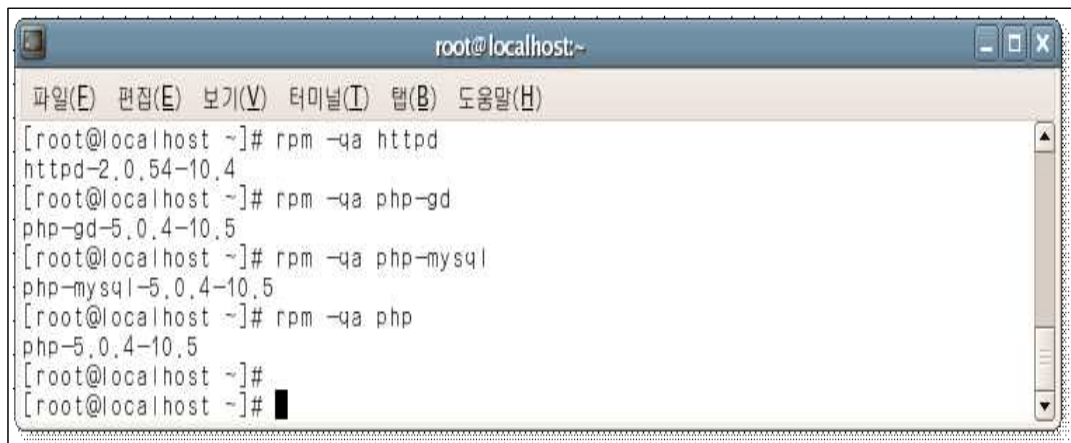 root@localhost:~
파일(F) 편집(E) 보기(V) 터미널(T) 탭(B) 도움말(H)
[root@localhost ~]# rpm -qa httpd
httpd-2.0.54-10.4
[root@localhost ~]# rpm -qa php-gd
php-gd-5.0.4-10.5
[root@localhost ~]# rpm -qa php-mysql
php-mysql-5.0.4-10.5
[root@localhost ~]# rpm -qa php
php-5.0.4-10.5
[root@localhost ~]#
[root@localhost ~]#